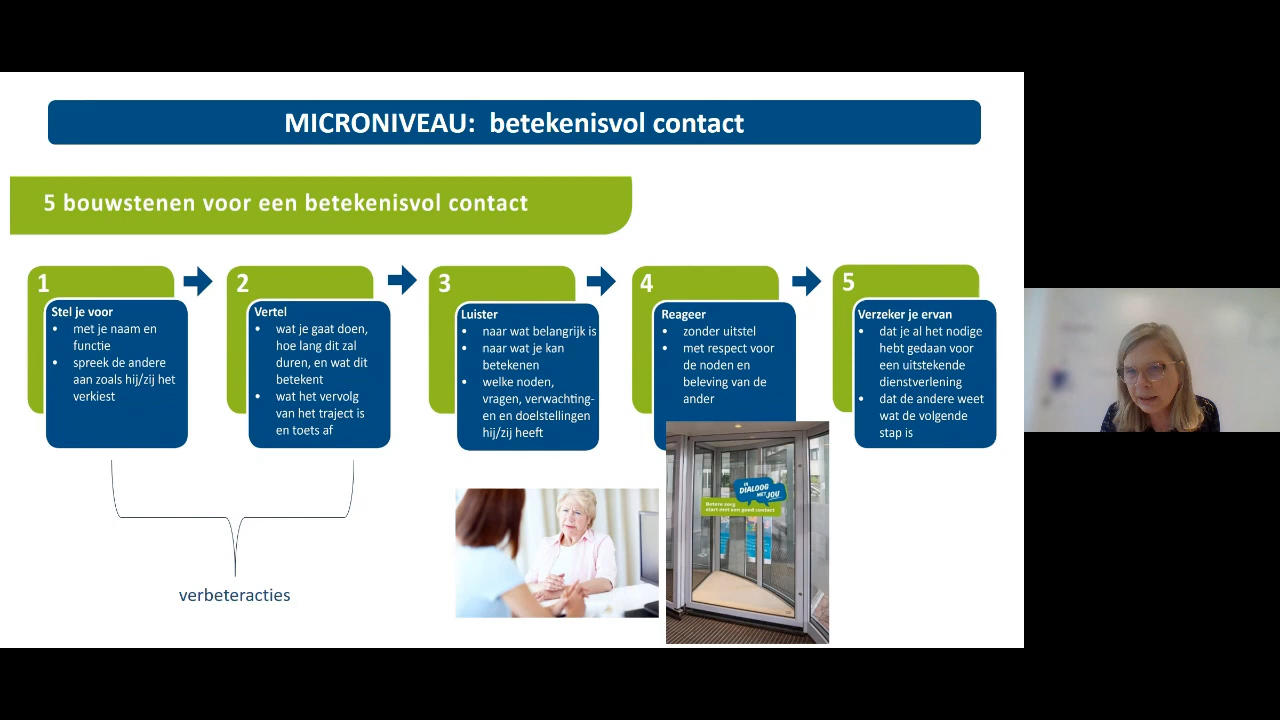 MICRONIVEAU: betekenisvol contact
5 bouwstenen voor een betekenisvol contact
1
Stel je voor
• met je naam en
functie
• spreek de andere
aan zoals hij/zij het
verkiest
2
Vertel
• wat je gaat doen,
hoe lang dit zal
duren, en wat dit
betekent
• wat het vervolg
van het traject is
en toets af
3
Luister
• naar wat belangrijk is
• naar wat je kan
betekenen
• welke noden,
vragen, verwachting-
en en doelstellingen
hij/zij heeft
4
Reageer
• zonder uitstel
• met respect voor
de noden en
beleving van de
ander
5
Verzeker je ervan
• dat je al het nodige
hebt gedaan voor
een uitstekende
dienstverlening
• dat de andere weet
wat de volgende
stap is
verbeteracties
IN
DIALOOG
MET JOU
Betere zorg
start met een goed contact